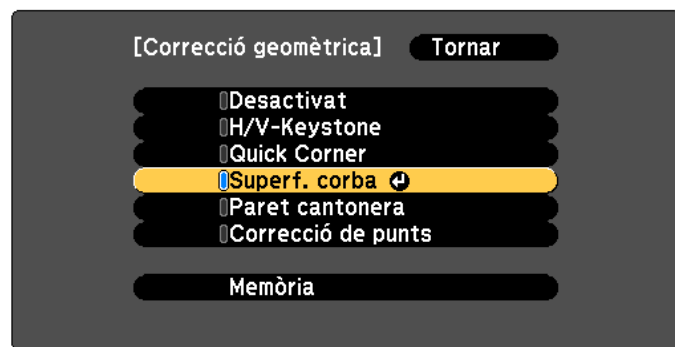 [Correcció geomètrica] Tornar
Desactivat
H/V-Keystone
Quick Corner
Superf. corba
Paret cantonera
Correcció de punts
Memòria